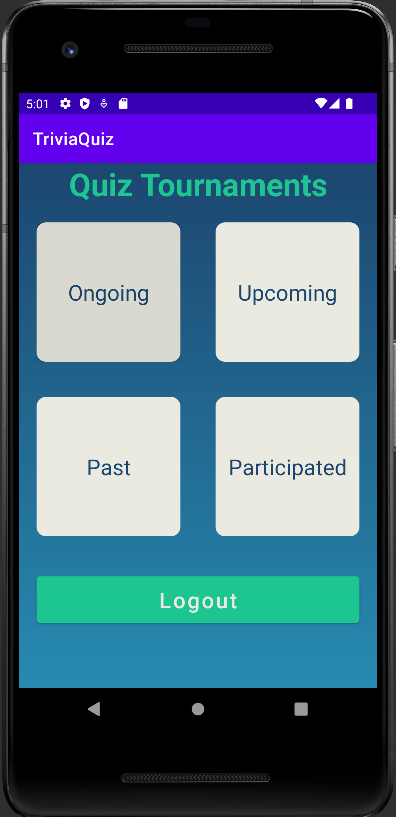 5:01
TriviaQuiz
Quiz Tournaments
Ongoing
Upcoming
Past
Participated
Logout